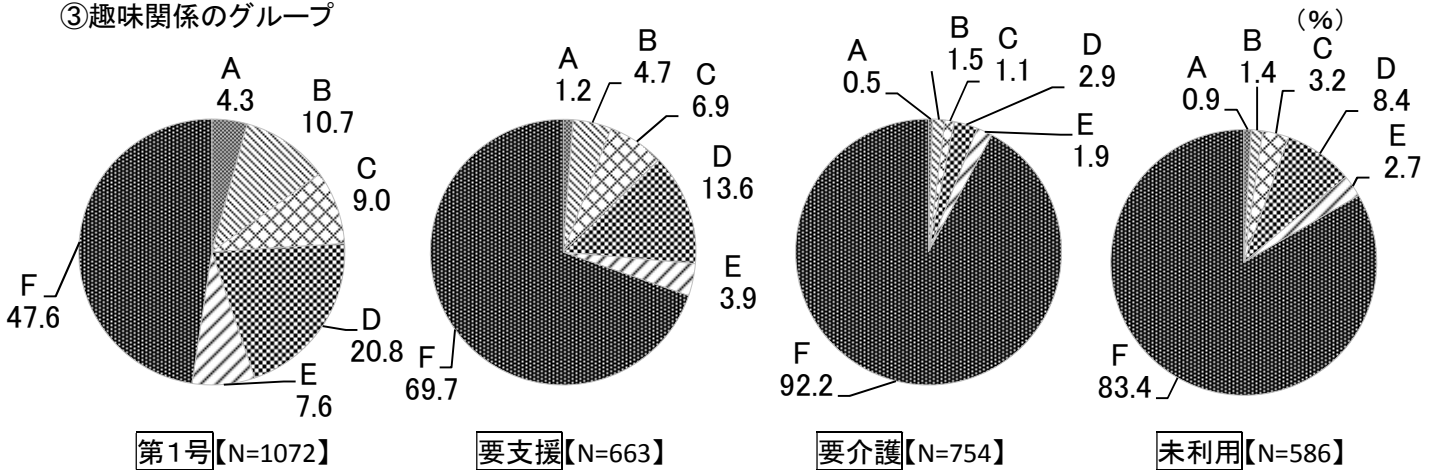 ③趣味関係のグループ
(%)
A
4.3
B
10.7
C
9.0
D
20.8
E
7.6
F
47.6
第1号【N=1072】
A
1.2
B
4.7
C
6.9
D
13.6
E
3.9
F
69.7
要支援【N=663】
A
0.5
B
1.5
C
1.1
D
2.9
E
1.9
F
92.2
要介護【N=754】
A
0.9
B
1.4
C
3.2
D
8.4
E
2.7
F
83.4
未利用【N=586】